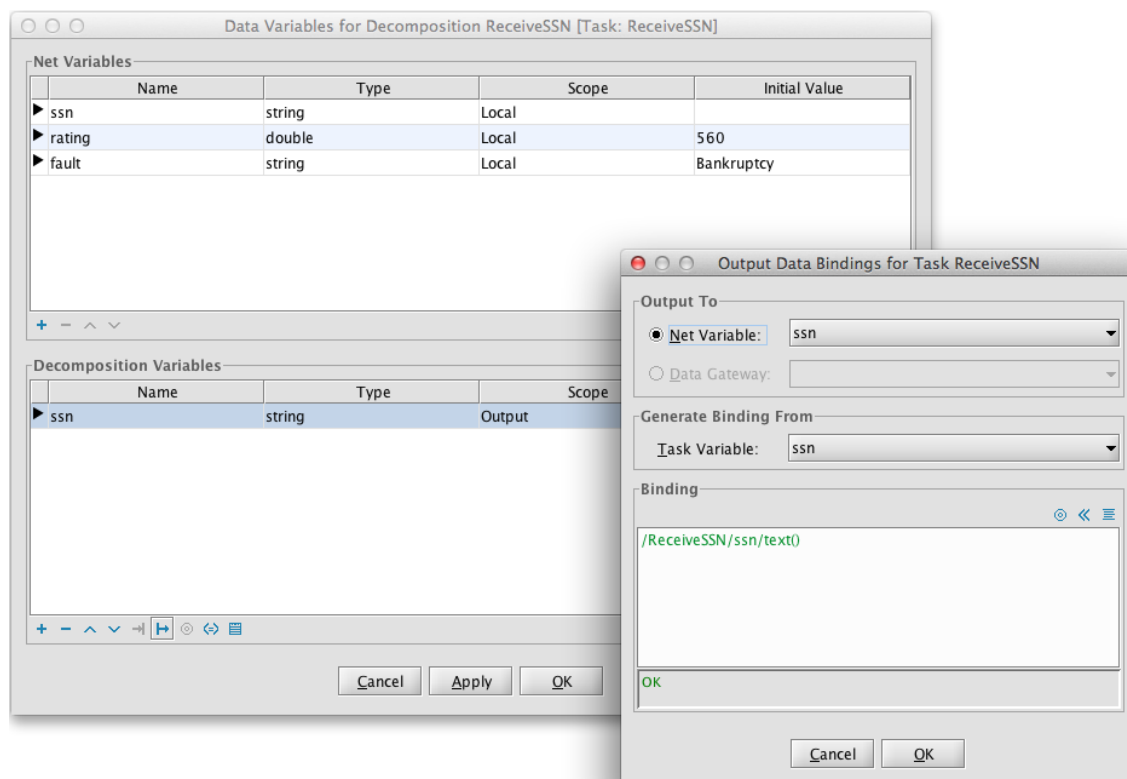 Data Variables for Decomposition ReceiveSSN [Task: ReceiveSSN]
Net Variables
Name Type Scope Initial Value
ssn string Local
rating double Local 560
fault string Local Bankruptcy
Decomposition Variables
Name Type Scope
ssn string Output
Cancel Apply OK
Output Data Bindings for Task ReceiveSSN
Output To
Net Variable: ssn
Data Gateway:
Generate Binding From
Task Variable: ssn
Binding
/ReceiveSSN/ssn/text()
OK
Cancel OK